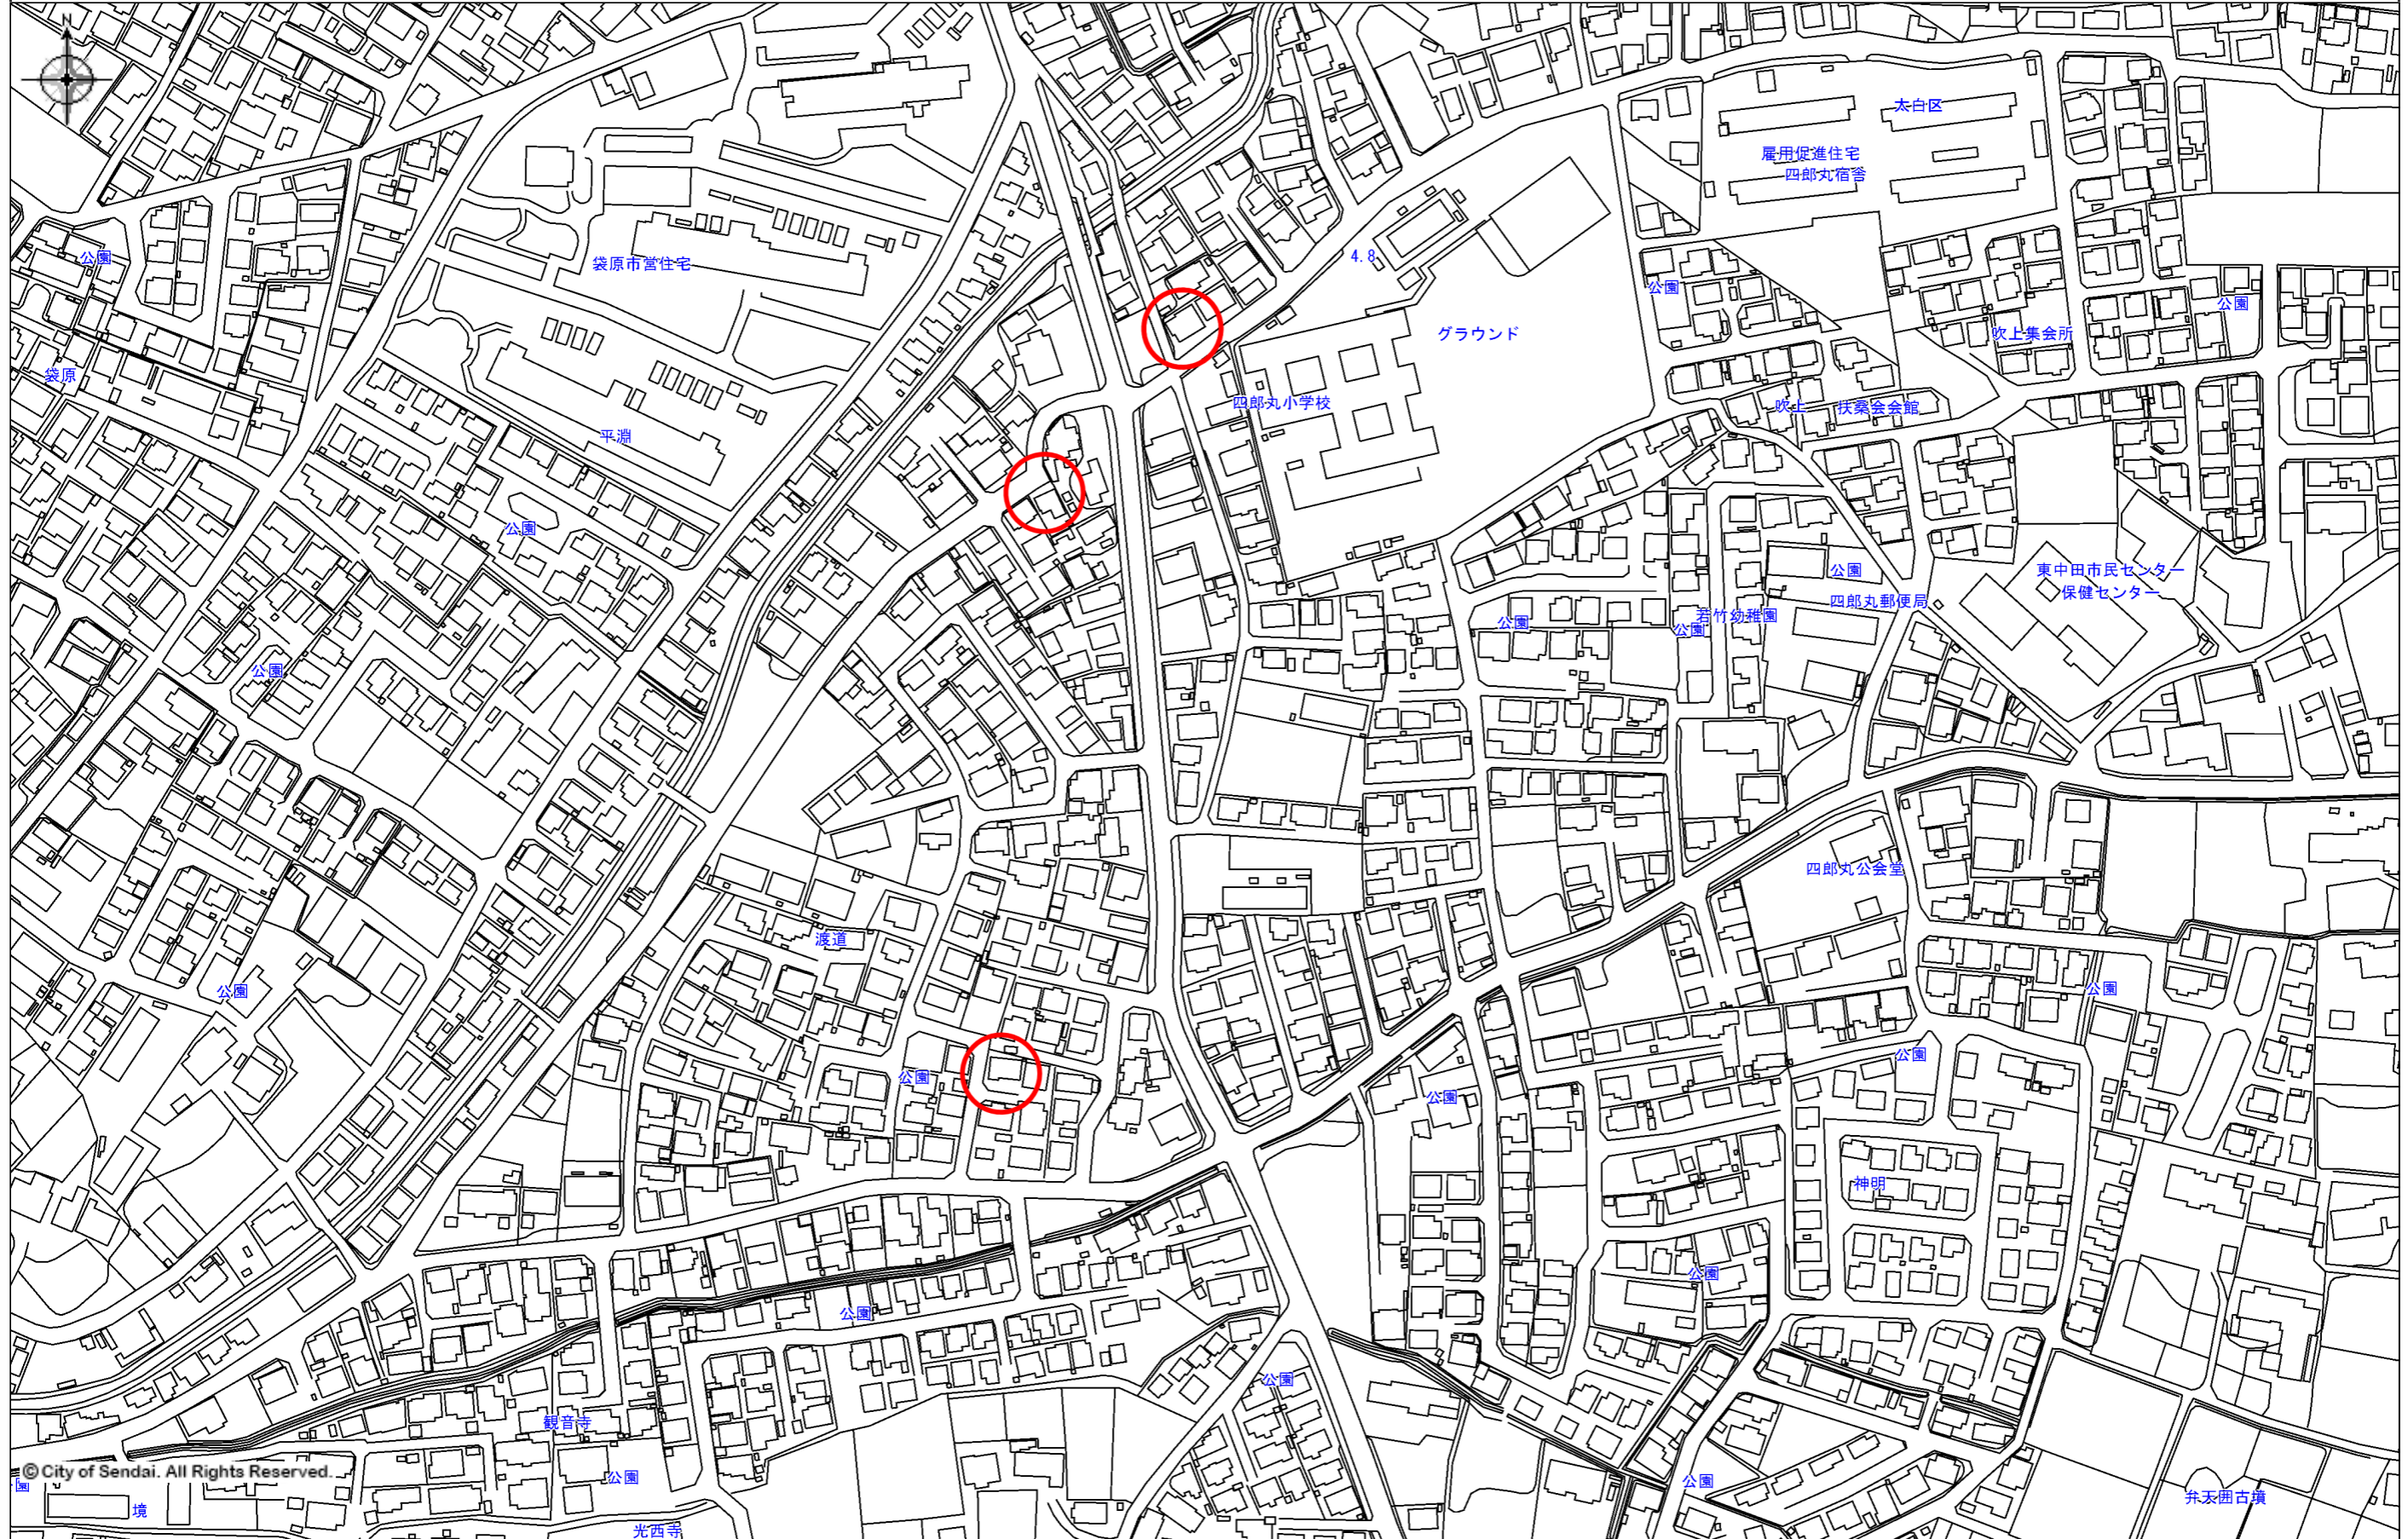 N
太白区
雇用促進住宅
四郎丸宿舎
公園
袋原市営住宅
4.8
公園
公園
グラウンド
吹上集会所
袋原
四郎丸小学校
吹上
扶桑会会館
平淵
公園
公園
東中田市民センター
保健センター
四郎丸郵便局
若竹幼稚園
公園
公園
公園
四郎丸公会堂
渡道
公園
公園
公園
公園
公園
神明
公園
公園
公園
観音寺
©City of Sendai. All Rights Reserved.
公園
公園
園
弁天囲古墳
境
光西寺